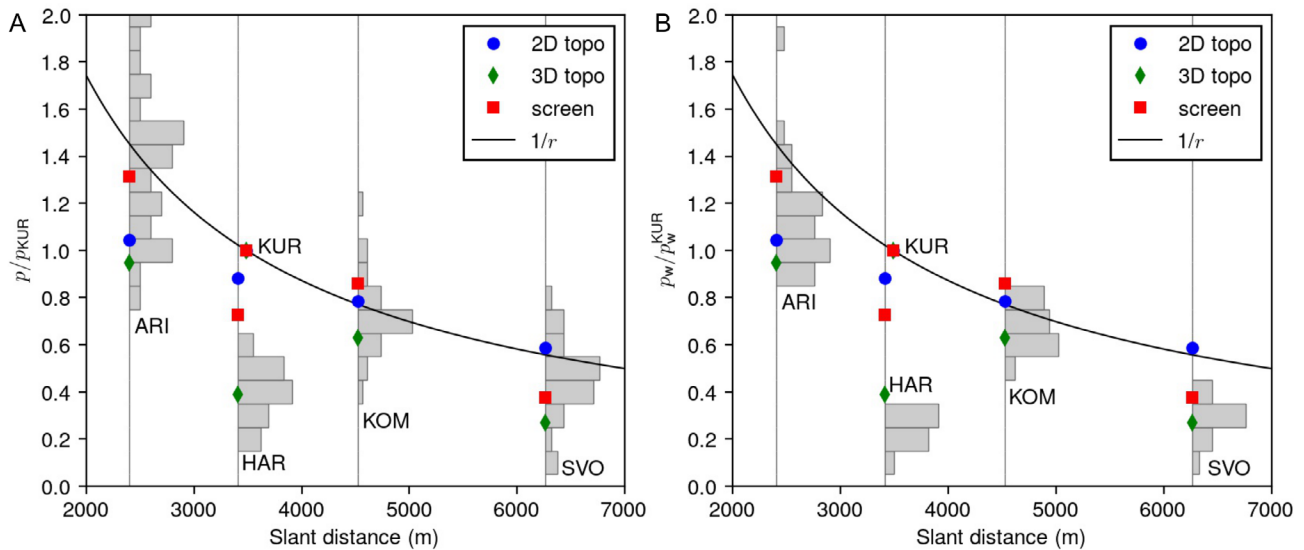 A
2.0
1.8
1.6
1.4
1.2
1.0
0.8
0.6
0.4
0.2
0.0
p/pKUR
2D topo
3D topo
screen
1/r
KUR
ARI
HAR
KOM
SVO
2000 3000 4000 5000 6000 7000
Slant distance (m)
B
2.0
1.8
1.6
1.4
1.2
1.0
0.8
0.6
0.4
0.2
0.0
pw/pwKUR
2D topo
3D topo
screen
1/r
KUR
ARI
HAR
KOM
SVO
2000 3000 4000 5000 6000 7000
Slant distance (m)